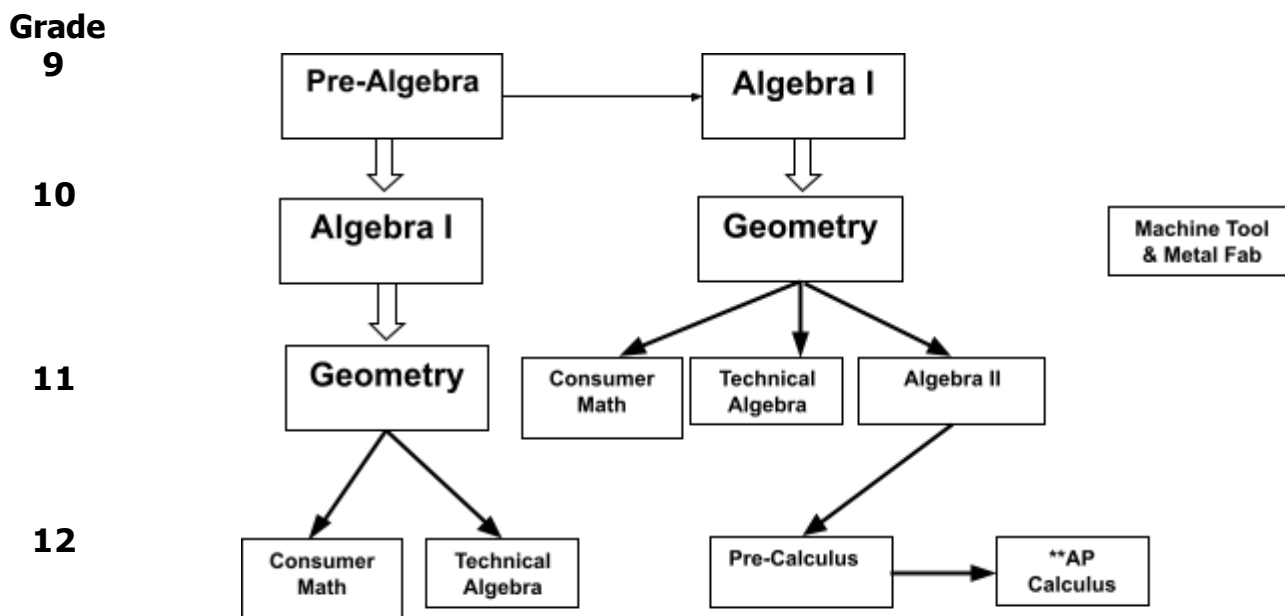 Grade
9
Pre-Algebra
Algebra I
10
Algebra I
Geometry
Machine Tool
& Metal Fab
11
Geometry
Consumer
Math
Technical
Algebra
Algebra II
12
Consumer
Math
Technical
Algebra
Pre-Calculus
**AP
Calculus